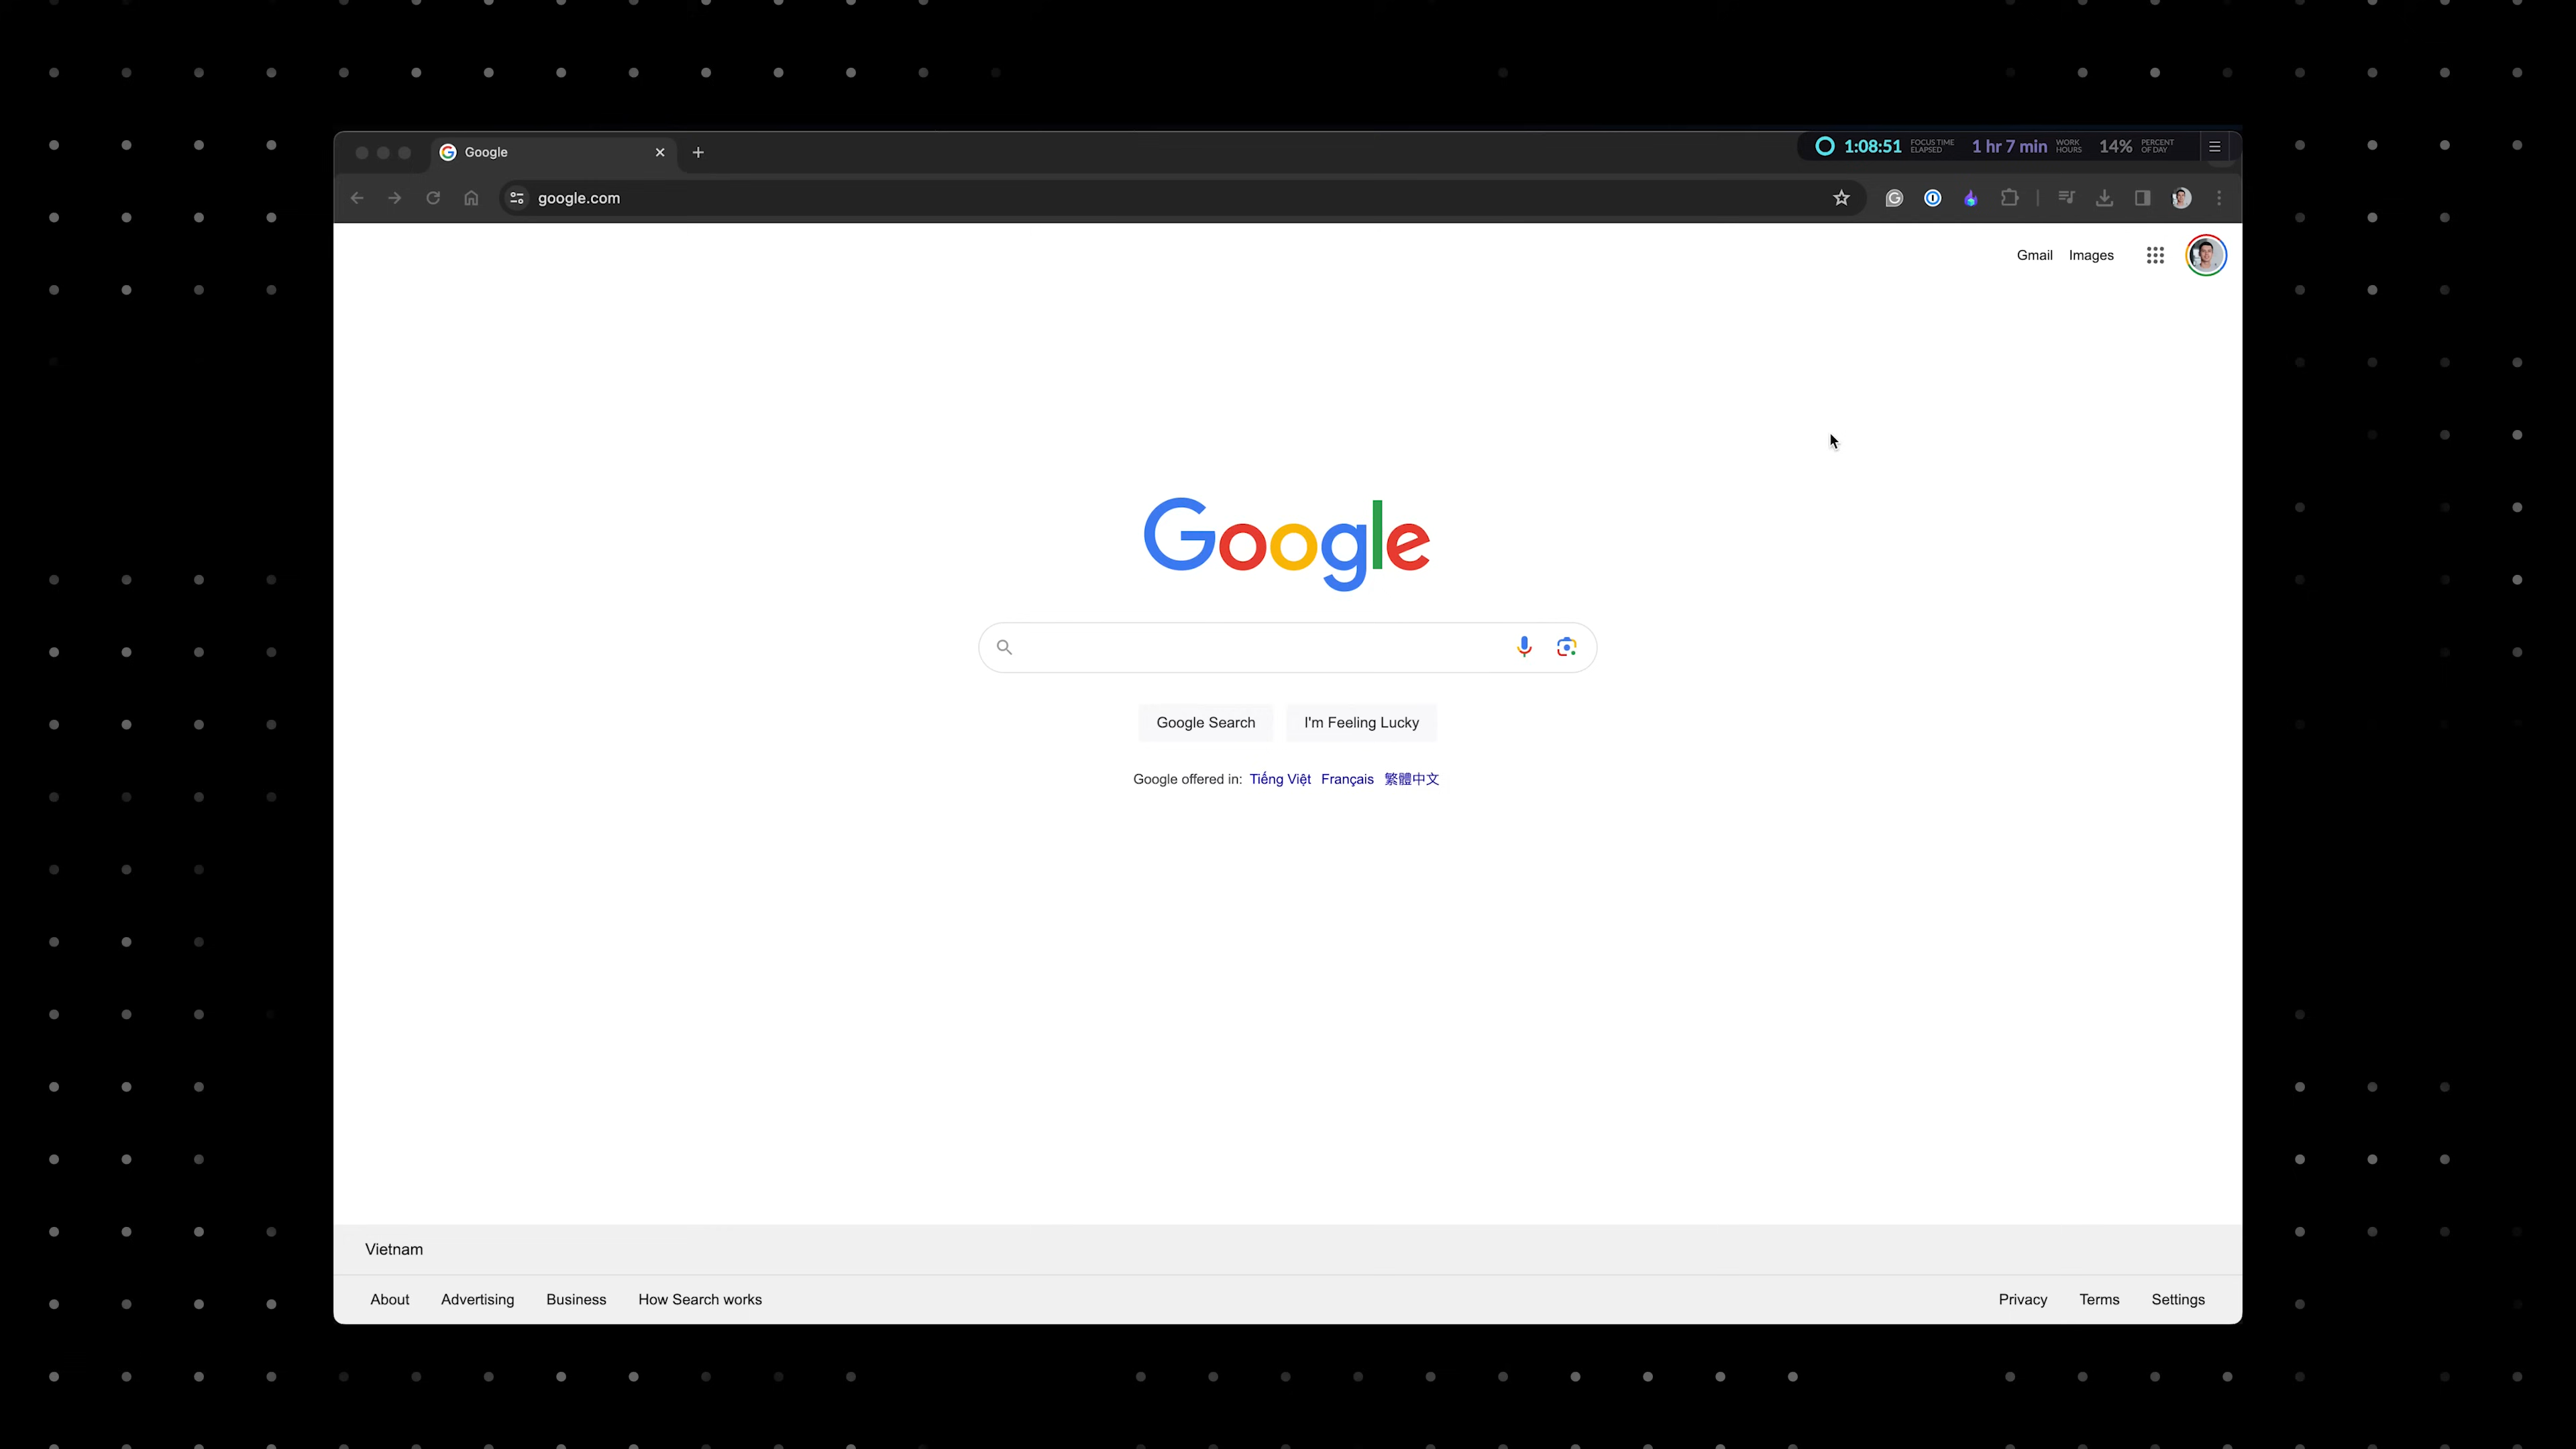 Google
1:08:51 FOCUS TIME ELAPSED 1 hr 7 min WORK HOURS 14% PERCENT OF DAY
google.com
Gmail Images
Google
Google Search I'm Feeling Lucky
Google offered in: Tiếng Việt Français 繁體中文
Vietnam
About Advertising Business How Search works Privacy Terms Settings